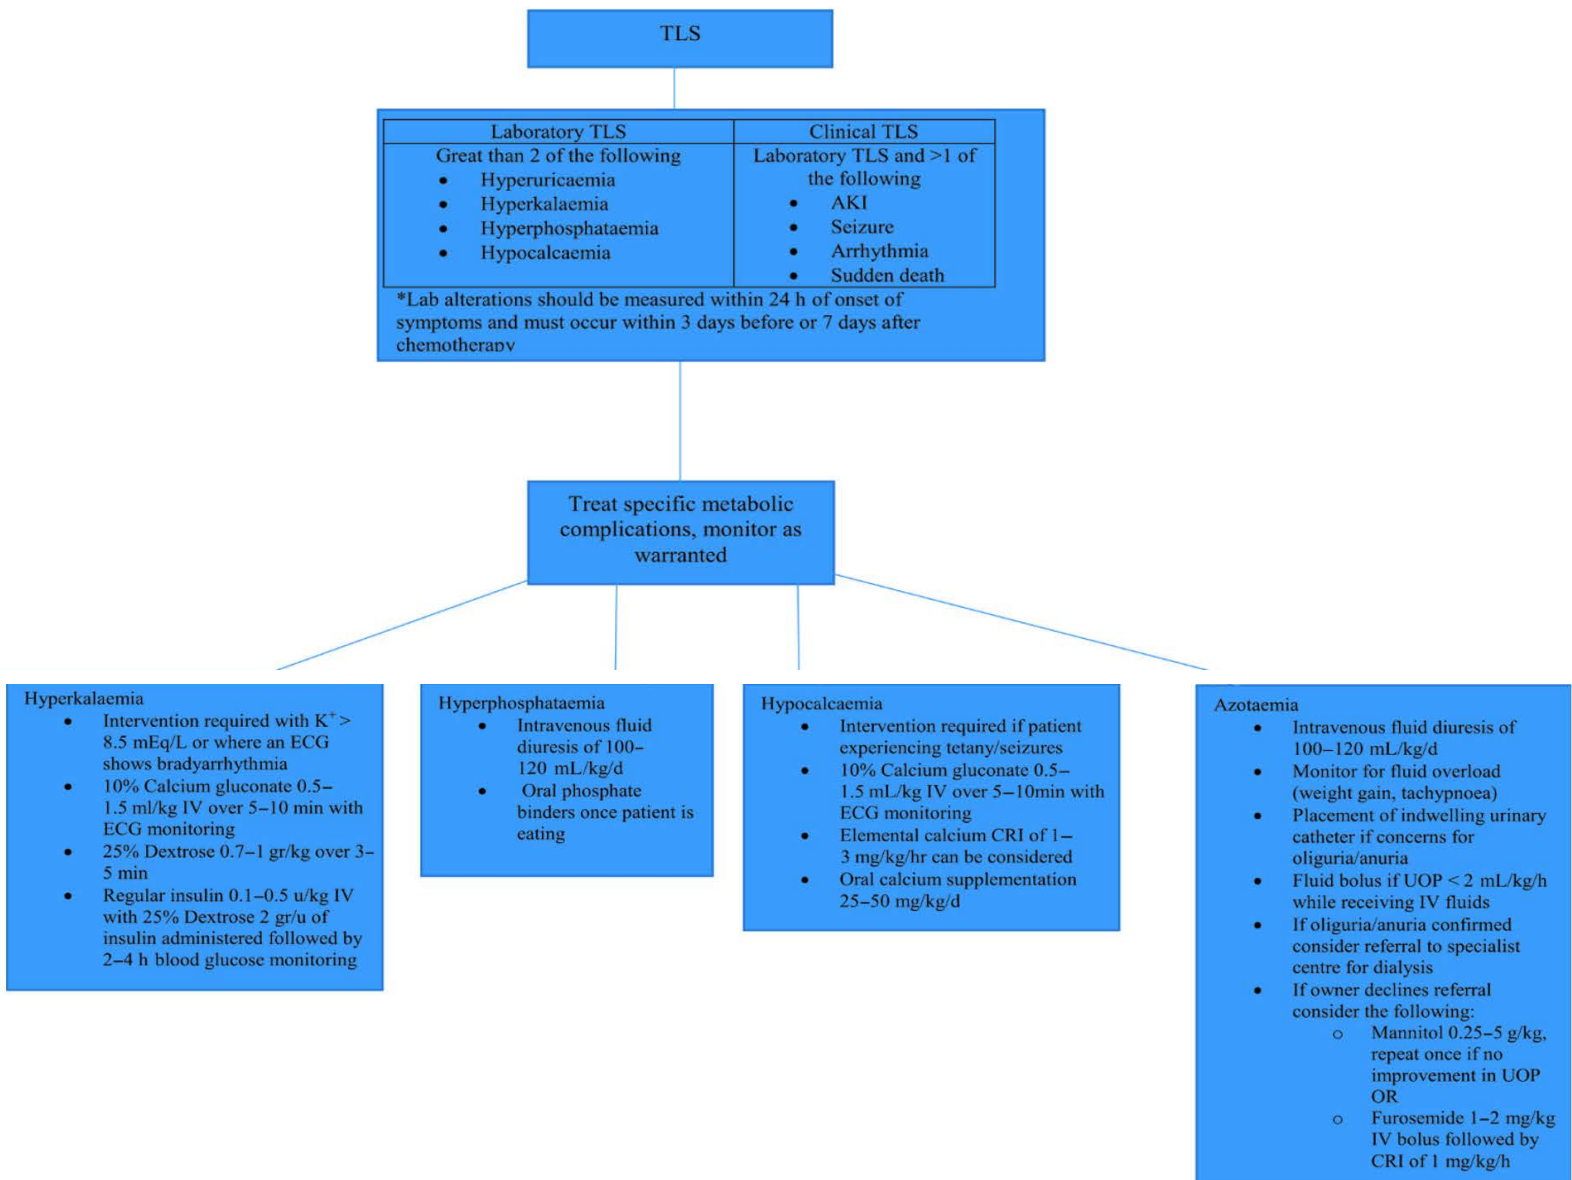 TLS
Laboratory TLS
Great than 2 of the following
• Hyperuricaemia
• Hyperkalaemia
• Hyperphosphataemia
• Hypocalcaemia
Clinical TLS
Laboratory TLS and >1 of
the following
• AKI
• Seizure
• Arrhythmia
• Sudden death
*Lab alterations should be measured within 24 h of onset of
symptoms and must occur within 3 days before or 7 days after
chemotherapy
Treat specific metabolic
complications, monitor as
warranted
Hyperkalaemia
• Intervention required with K⁺ >
8.5 mEq/L or where an ECG
shows bradyarrhythmia
• 10% Calcium gluconate 0.5–
1.5 ml/kg IV over 5–10 min with
ECG monitoring
• 25% Dextrose 0.7–1 gr/kg over 3–
5 min
• Regular insulin 0.1–0.5 u/kg IV
with 25% Dextrose 2 gr/u of
insulin administered followed by
2–4 h blood glucose monitoring
Hyperphosphataemia
• Intravenous fluid
diuresis of 100–
120 mL/kg/d
• Oral phosphate
binders once patient is
eating
Hypocalcaemia
• Intervention required if patient
experiencing tetany/seizures
• 10% Calcium gluconate 0.5–
1.5 mL/kg IV over 5–10min with
ECG monitoring
• Elemental calcium CRI of 1–
3 mg/kg/hr can be considered
• Oral calcium supplementation
25–50 mg/kg/d
Azotaemia
• Intravenous fluid diuresis of
100–120 mL/kg/d
• Monitor for fluid overload
(weight gain, tachypnoea)
• Placement of indwelling urinary
catheter if concerns for
oliguria/anuria
• Fluid bolus if UOP < 2 mL/kg/h
while receiving IV fluids
• If oliguria/anuria confirmed
consider referral to specialist
centre for dialysis
• If owner declines referral
consider the following:
o Mannitol 0.25–5 g/kg,
repeat once if no
improvement in UOP
OR
o Furosemide 1–2 mg/kg
IV bolus followed by
CRI of 1 mg/kg/h